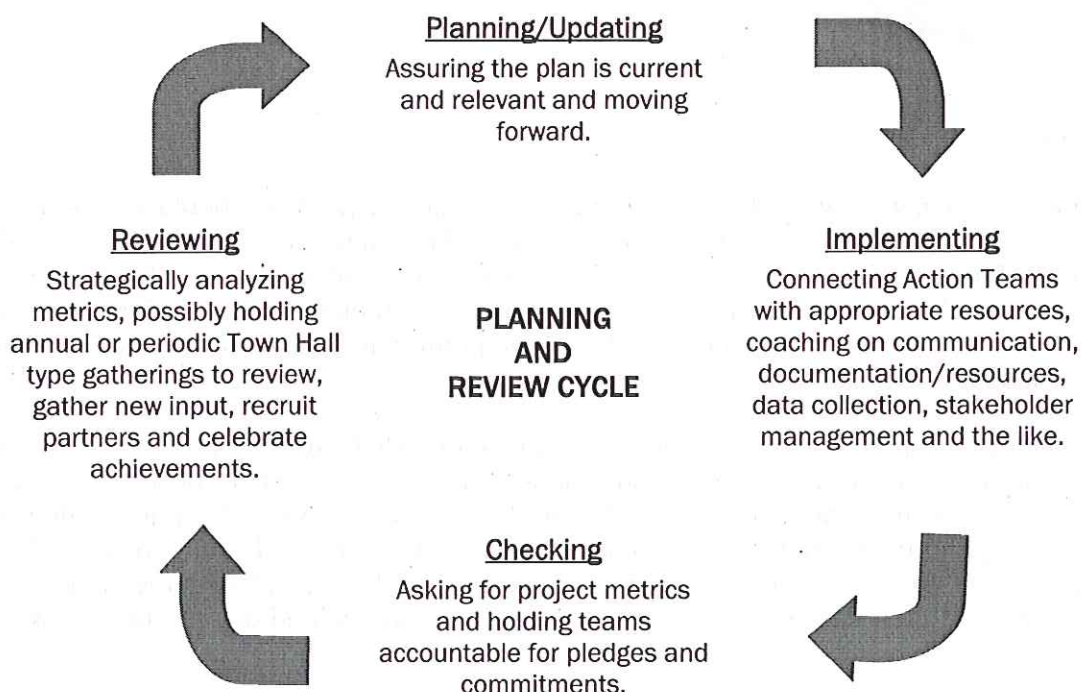 Planning/Updating
Assuring the plan is current
and relevant and moving
forward.
Implementing
Connecting Action Teams
with appropriate resources,
coaching on communication,
documentation/resources,
data collection, stakeholder
management and the like.
Checking
Asking for project metrics
and holding teams
accountable for pledges and
commitments.
Reviewing
Strategically analyzing
metrics, possibly holding
annual or periodic Town Hall
type gatherings to review,
gather new input, recruit
partners and celebrate
achievements.
PLANNING
AND
REVIEW CYCLE